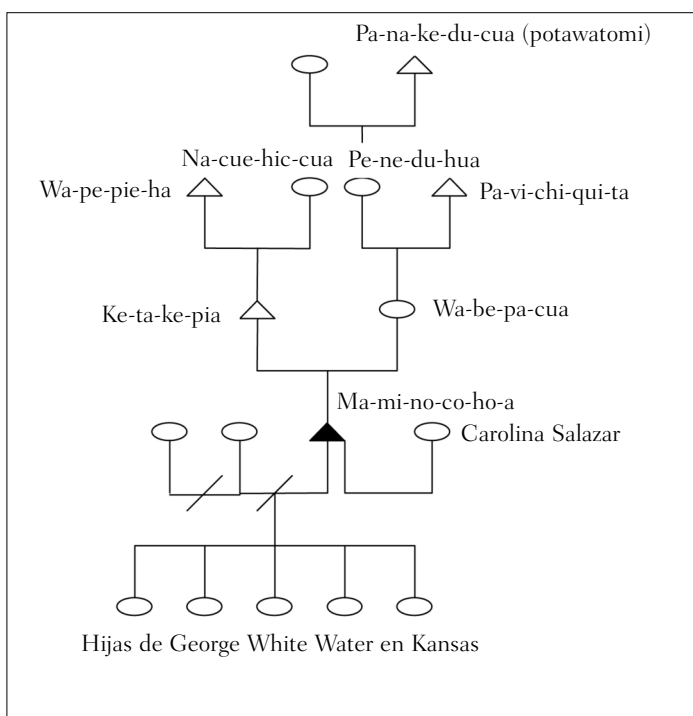 Pa-na-ke-du-cua (potawatomi)
Na-cue-hic-cua
Pe-ne-du-hua
Wa-pe-pie-ha
Pa-vi-chi-qui-ta
Ke-ta-ke-pia
Wa-be-pa-cua
Ma-mi-no-co-ho-a
Carolina Salazar
Hijas de George White Water en Kansas